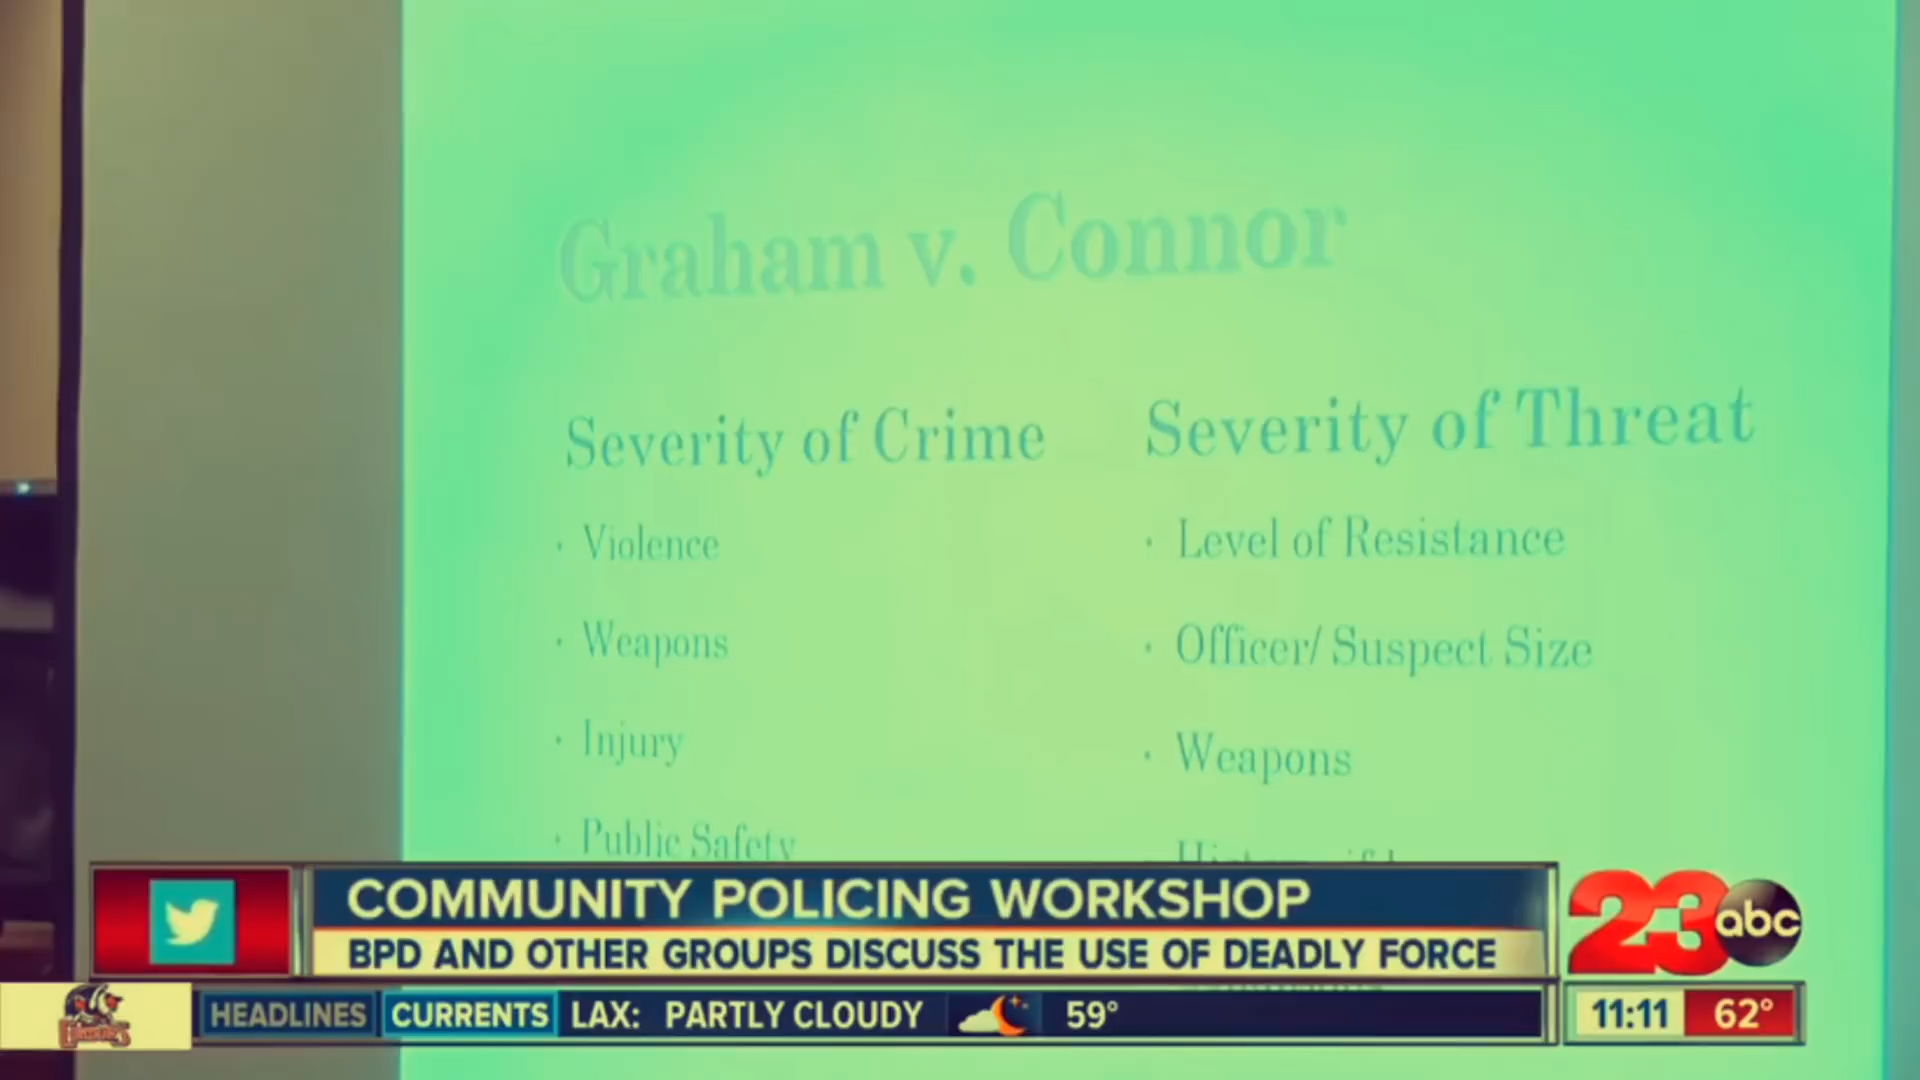 Graham v. Connor
Severity of Crime
Severity of Threat
· Violence
· Level of Resistance
· Weapons
· Officer/ Suspect Size
· Injury
· Weapons
· Public Safety
COMMUNITY POLICING WORKSHOP
BPD AND OTHER GROUPS DISCUSS THE USE OF DEADLY FORCE
23 abc
HEADLINES CURRENTS LAX: PARTLY CLOUDY 59°
11:11 62°